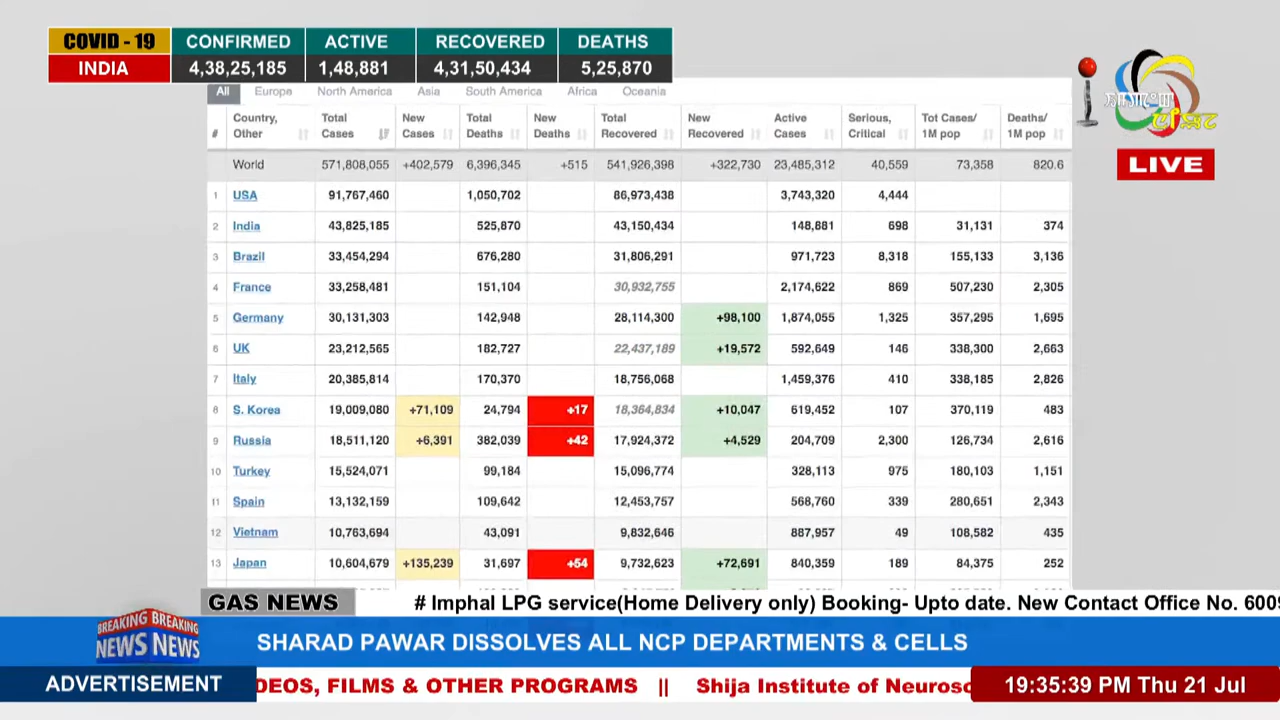 COVID - 19 CONFIRMED ACTIVE RECOVERED DEATHS
INDIA 4,38,25,185 1,48,881 4,31,50,434 5,25,870
All Europe North America Asia South America Africa Oceania
# Country, Other Total Cases New Cases Total Deaths New Deaths Total Recovered New Recovered Active Cases Serious, Critical Tot Cases/ 1M pop Deaths/ 1M pop
World 571,808,055 +402,579 6,396,345 +515 541,926,398 +322,730 23,485,312 40,559 73,358 820.6
LIVE
1 USA 91,767,460 1,050,702 86,973,438 3,743,320 4,444
2 India 43,825,185 525,870 43,150,434 148,881 698 31,131 374
3 Brazil 33,454,294 676,280 31,806,291 971,723 8,318 155,133 3,136
4 France 33,258,481 151,104 30,932,755 2,174,622 869 507,230 2,305
5 Germany 30,131,303 142,948 28,114,300 +98,100 1,874,055 1,325 357,295 1,695
6 UK 23,212,565 182,727 22,437,189 +19,572 592,649 146 338,300 2,663
7 Italy 20,385,814 170,370 18,756,068 1,459,376 410 338,185 2,826
8 S. Korea 19,009,080 +71,109 24,794 +17 18,364,834 +10,047 619,452 107 370,119 483
9 Russia 18,511,120 +6,391 382,039 +42 17,924,372 +4,529 204,709 2,300 126,734 2,616
10 Turkey 15,524,071 99,184 15,096,774 328,113 975 180,103 1,151
11 Spain 13,132,159 109,642 12,453,757 568,760 339 280,651 2,343
12 Vietnam 10,763,694 43,091 9,832,646 887,957 49 108,582 435
13 Japan 10,604,679 +135,239 31,697 +54 9,732,623 +72,691 840,359 189 84,375 252
GAS NEWS # Imphal LPG service(Home Delivery only) Booking- Upto date. New Contact Office No. 6009
BREAKING BREAKING
NEWS NEWS
SHARAD PAWAR DISSOLVES ALL NCP DEPARTMENTS & CELLS
ADVERTISEMENT DEOS, FILMS & OTHER PROGRAMS || Shija Institute of Neurosc 19:35:39 PM Thu 21 Jul